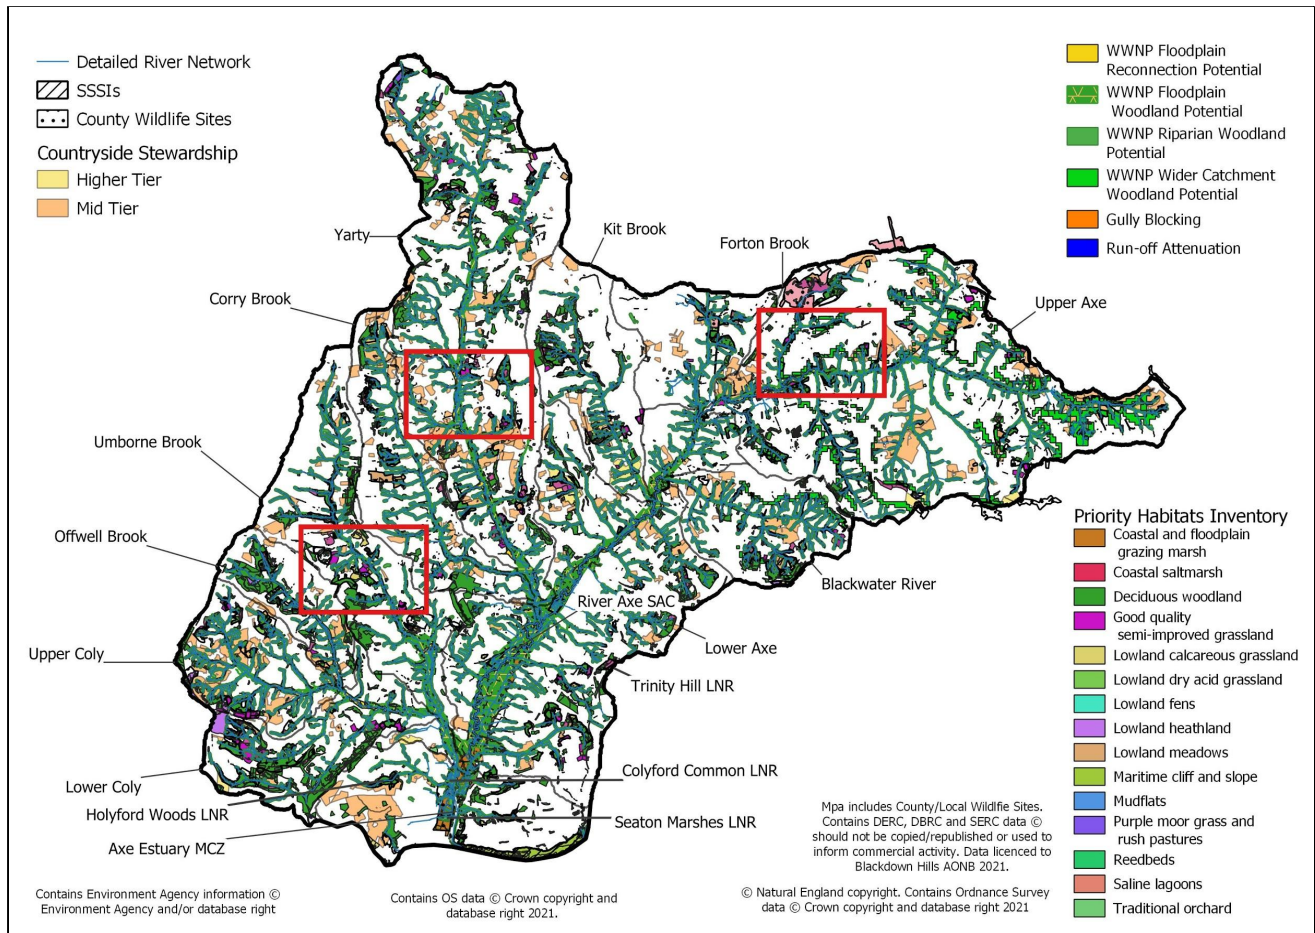 Detailed River Network
SSSIs
County Wildlife Sites
Countryside Stewardship
Higher Tier
Mid Tier
WWNP Floodplain
Reconnection Potential
WWNP Floodplain
Woodland Potential
WWNP Riparian Woodland
Potential
WWNP Wider Catchment
Woodland Potential
Gully Blocking
Run-off Attenuation
Yarty
Kit Brook
Forton Brook
Corry Brook
Upper Axe
Umborne Brook
Offwell Brook
Blackwater River
River Axe SAC
Upper Coly
Lower Axe
Trinity Hill LNR
Lower Coly
Colyford Common LNR
Holyford Woods LNR
Seaton Marshes LNR
Axe Estuary MCZ
Priority Habitats Inventory
Coastal and floodplain
grazing marsh
Coastal saltmarsh
Deciduous woodland
Good quality
semi-improved grassland
Lowland calcareous grassland
Lowland dry acid grassland
Lowland fens
Lowland heathland
Lowland meadows
Maritime cliff and slope
Mudflats
Purple moor grass and
rush pastures
Reedbeds
Saline lagoons
Traditional orchard
Mpa includes County/Local Wildlfie Sites.
Contains DERC, DBRC and SERC data ©
should not be copied/republished or used to
inform commercial activity. Data licenced to
Blackdown Hills AONB 2021.
Contains Environment Agency information ©
Environment Agency and/or database right
Contains OS data © Crown copyright and
database right 2021.
© Natural England copyright. Contains Ordnance Survey
data © Crown copyright and database right 2021